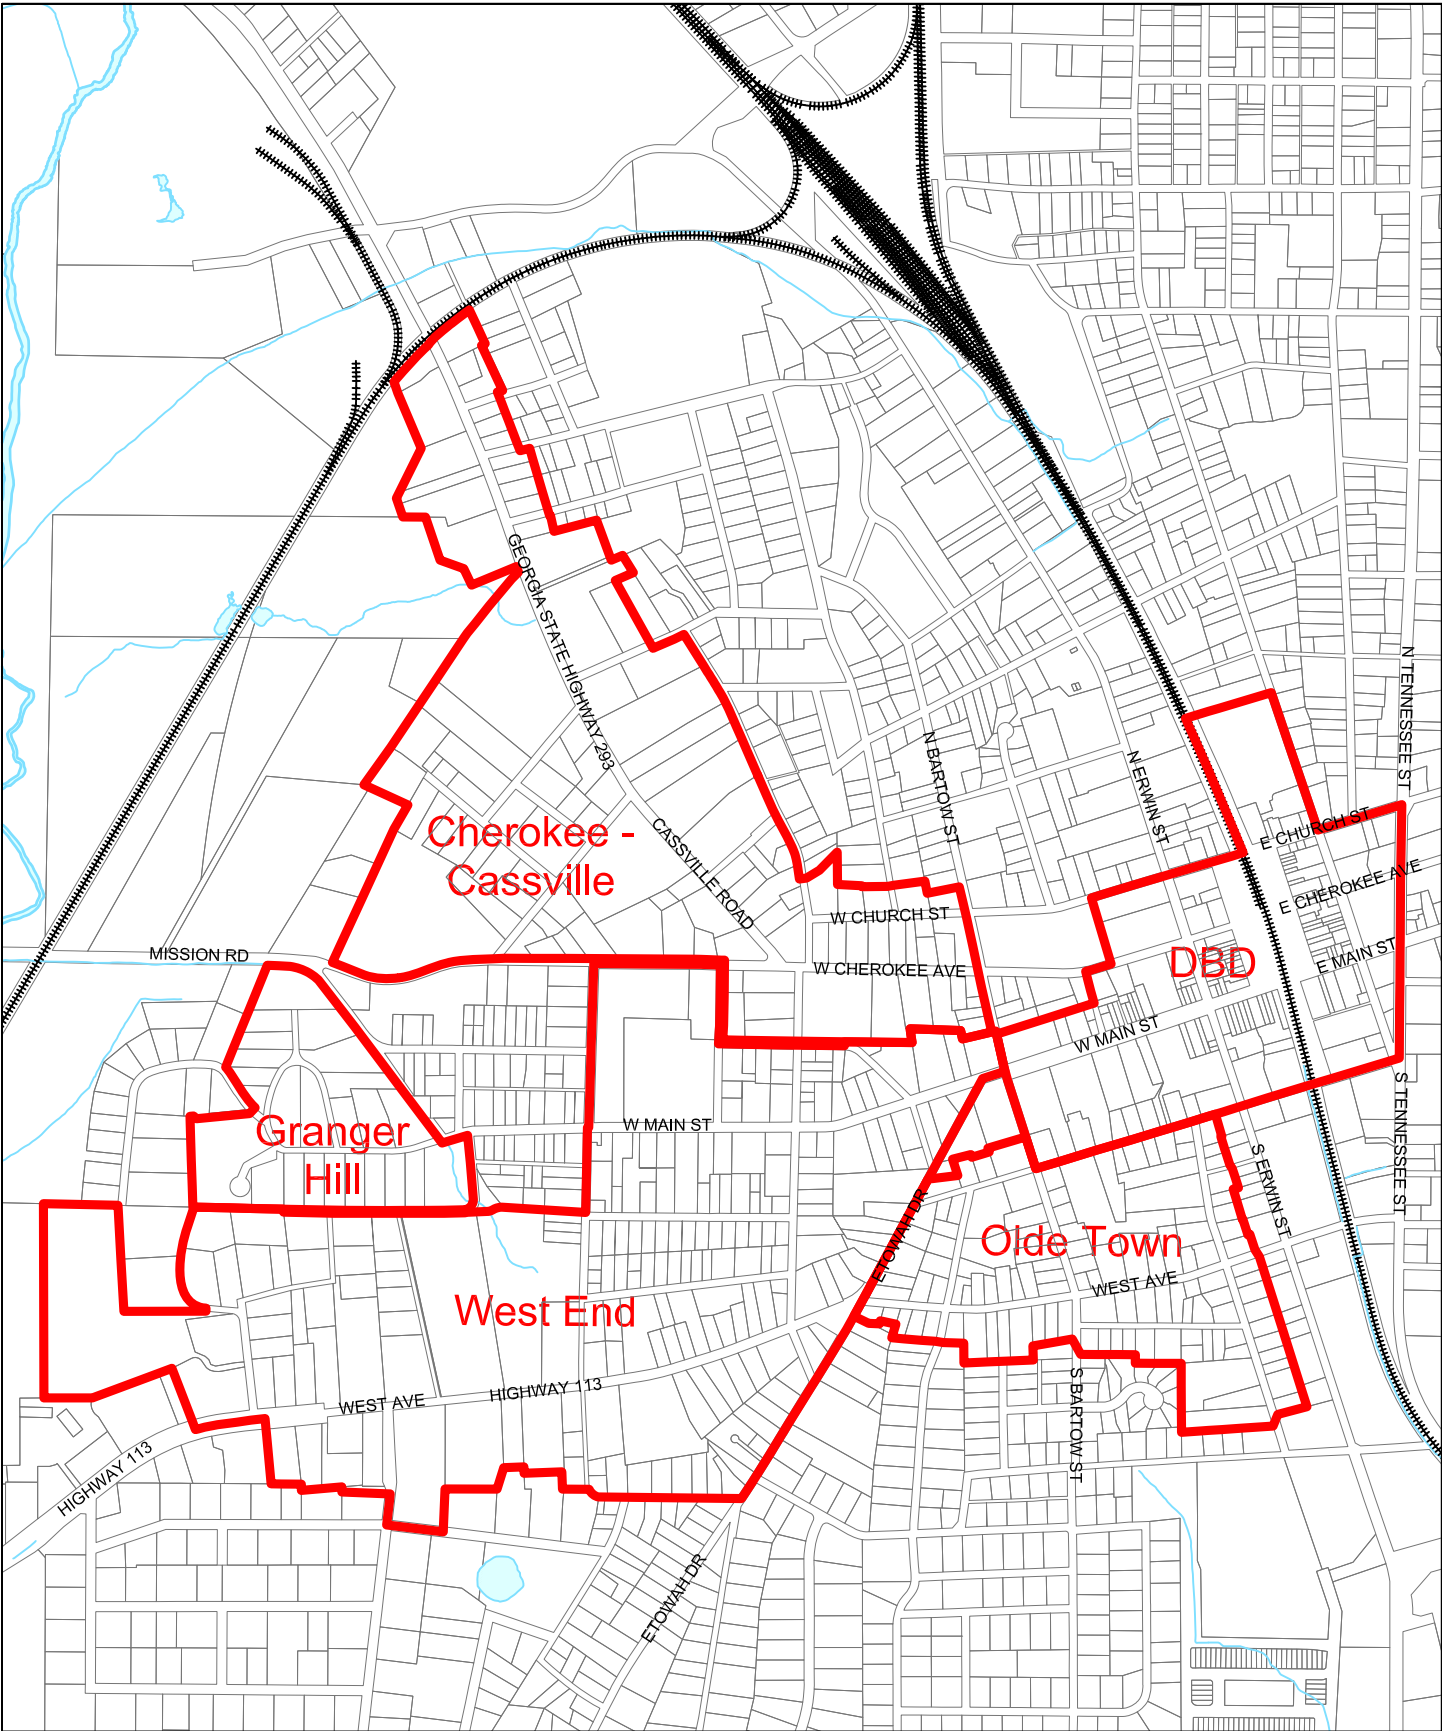 GEORGIA STATE HIGHWAY 293
N TENNESSEE ST
N BARTOW ST
N ERWIN ST
Cherokee -
Cassville
CASSVILLE ROAD
E CHURCH ST
E CHEROKEE AVE
W CHURCH ST
MISSION RD
W CHEROKEE AVE
DBD
E MAIN ST
W MAIN ST
Granger
Hill
W MAIN ST
S TENNESSEE ST
S ERWIN ST
ETOWAH DR
Olde Town
WEST AVE
West End
WEST AVE
HIGHWAY 113
S BARTOW ST
HIGHWAY 113
ETOWAH DR